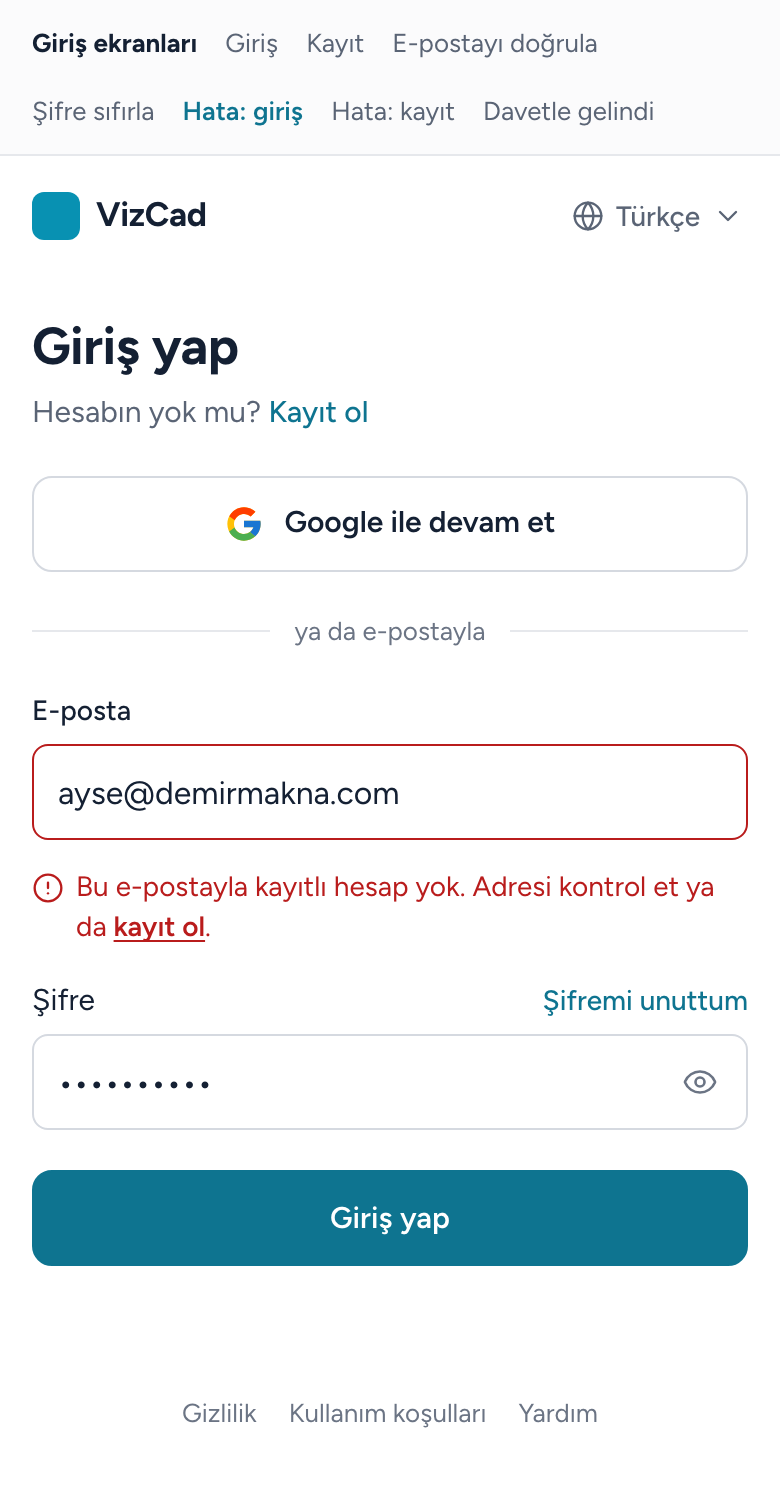 Giriş ekranları Giriş Kayıt E-postayı doğrula
Şifre sıfırla Hata: giriş Hata: kayıt Davetle gelindi
VizCad Türkçe
Giriş yap
Hesabın yok mu? Kayıt ol
Google ile devam et
ya da e-postayla
E-posta
ayse@demirmakna.com
Bu e-postayla kayıtlı hesap yok. Adresi kontrol et ya
da kayıt ol.
Şifre Şifremi unuttum
••••••••••
Giriş yap
Gizlilik Kullanım koşulları Yardım